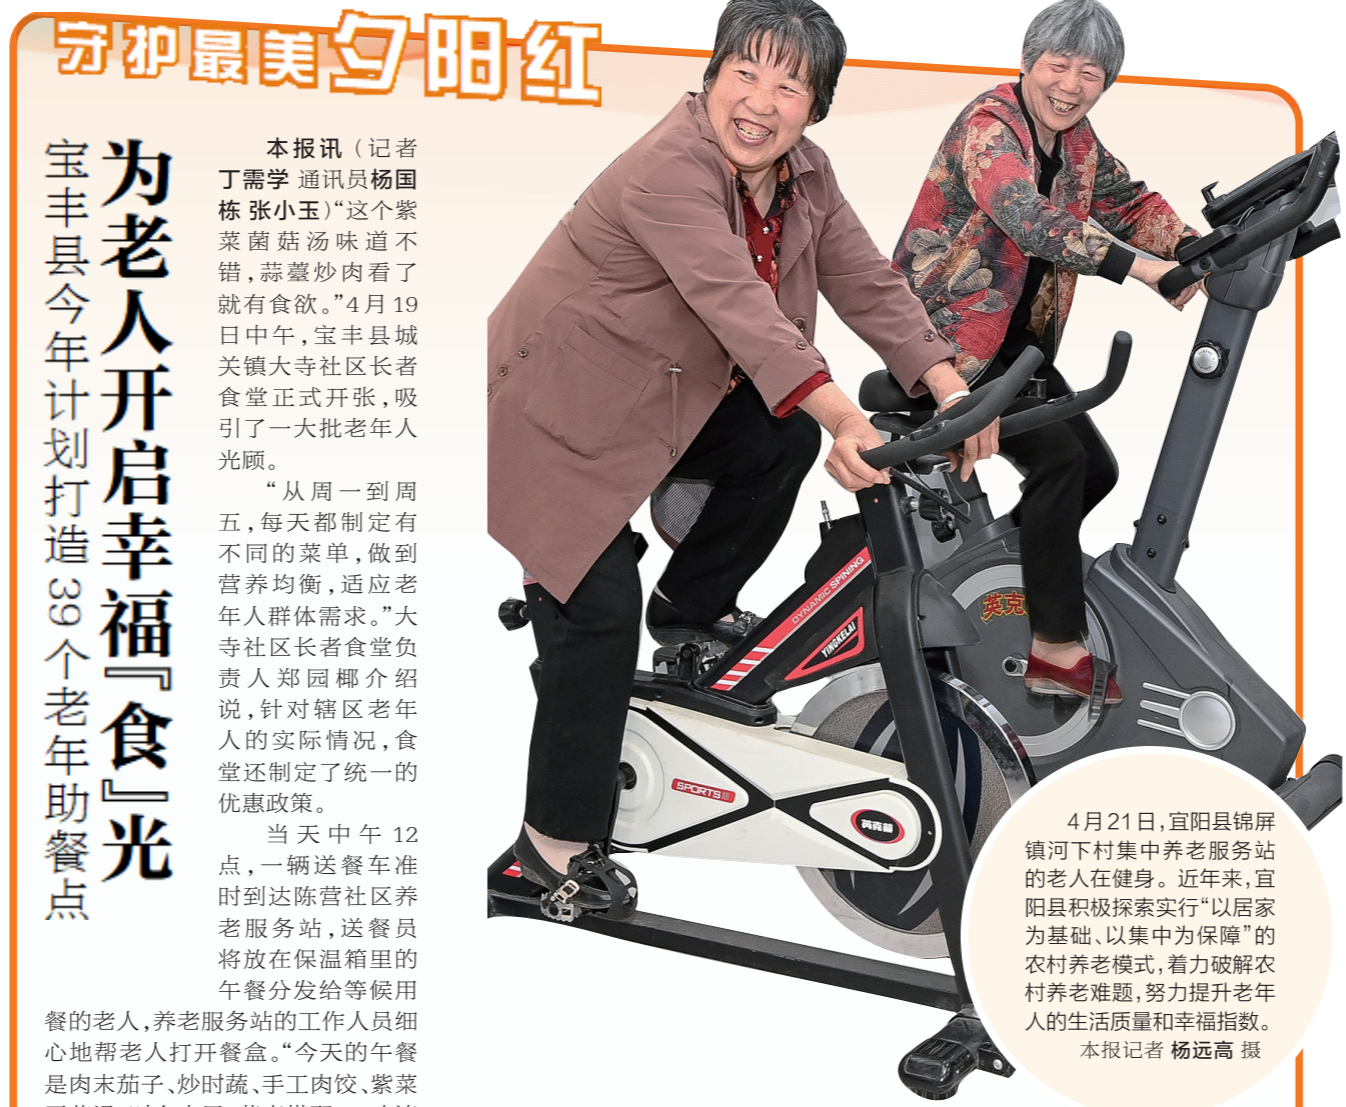 守护最美夕阳红
为老人开启幸福『食』光
宝丰县今年计划打造39个老年助餐点
本报讯（记者
丁需学 通讯员杨国
栋 张小玉）“这个紫
菜菌菇汤味道不
错，蒜薹炒肉看了
就有食欲。”4月19
日中午，宝丰县城
关镇大寺社区长者
食堂正式开张，吸
引了一大批老年人
光顾。
“从周一到周
五，每天都制定有
不同的菜单，做到
营养均衡，适应老
年人群体需求。”大
寺社区长者食堂负
责人郑园椰介绍
说，针对辖区老年
人的实际情况，食
堂还制定了统一的
优惠政策。
当天中午12
点，一辆送餐车准
时到达陈营社区养
老服务站，送餐员
将放在保温箱里的
午餐分发给等候用
餐的老人，养老服务站的工作人员细
心地帮老人打开餐盒。“今天的午餐
是肉末茄子、炒时蔬、手工肉饺、紫菜
DYNAMIC SPINING
YINGKELAI
英克
SPORTS
英克莱
4月21日，宜阳县锦屏
镇河下村集中养老服务站
的老人在健身。近年来，宜
阳县积极探索实行“以居家
为基础、以集中为保障”的
农村养老模式，着力破解农
村养老难题，努力提升老年
人的生活质量和幸福指数。
本报记者 杨远高 摄